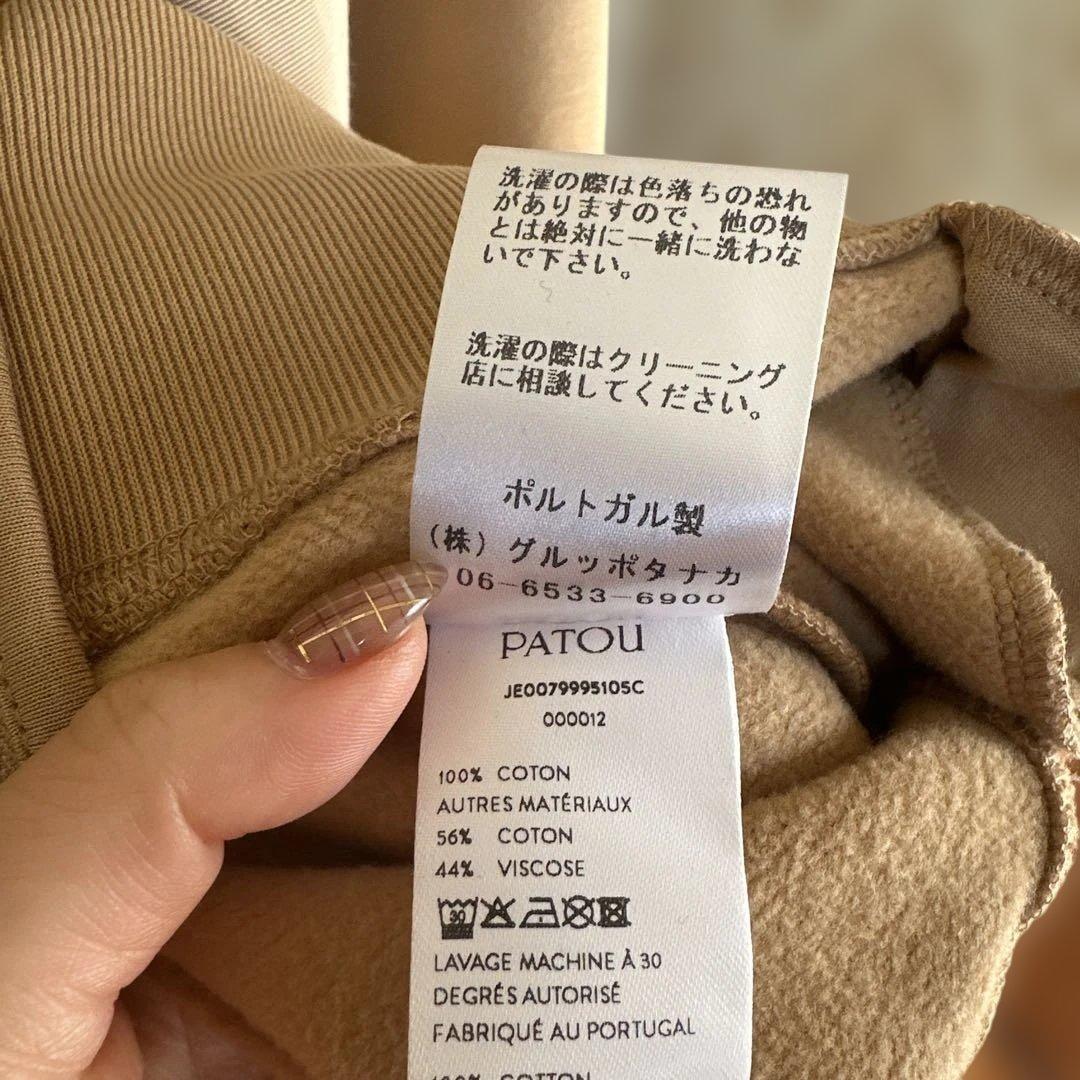 洗濯の際は色落ちの恐れ
がありますので、他の物
とは絶対に一緒に洗わな
いで下さい。
洗濯の際はクリーニング
店に相談してください。
ポルトガル製
(株)グルッポタナカ
06-6533-6900
PATOU
JE0079995105C
000012
100% COTON
AUTRES MATÉRIAUX
56% COTON
44% VISCOSE
30
LAVAGE MACHINE À 30
DEGRÉS AUTORISÉ
FABRIQUÉ AU PORTUGAL
100% COTTON